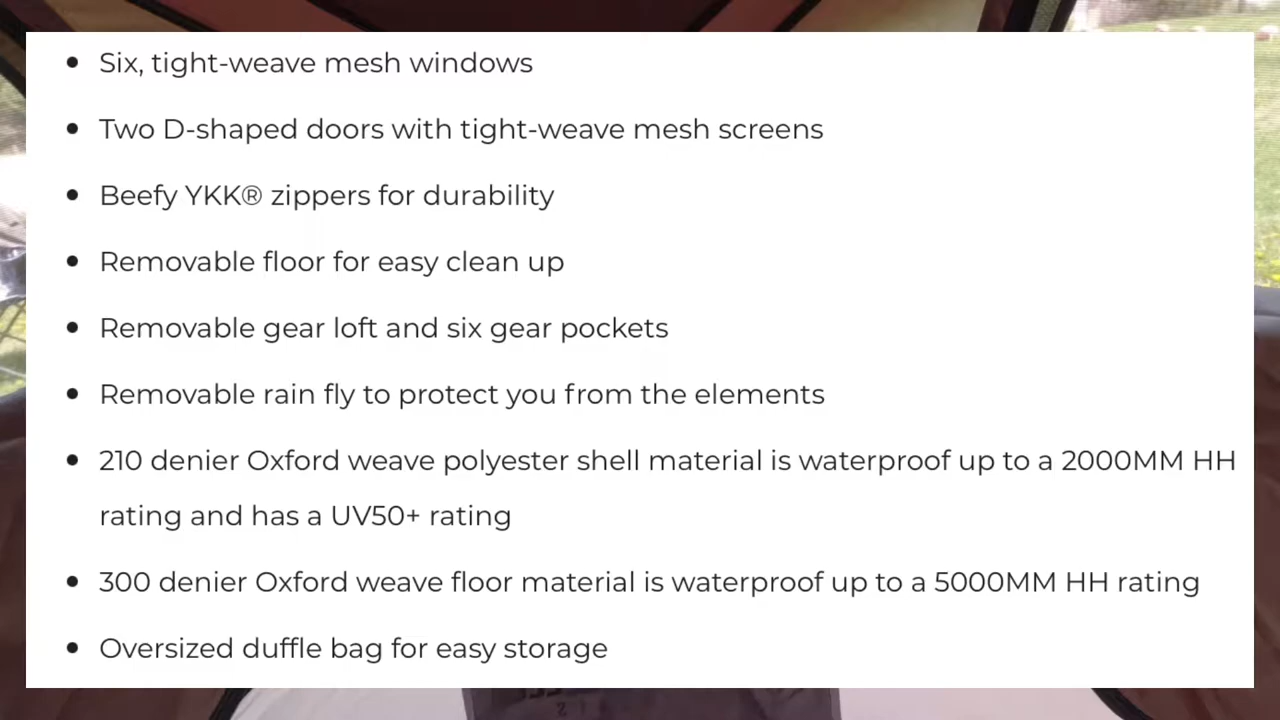 Six, tight-weave mesh windows
Two D-shaped doors with tight-weave mesh screens
Beefy YKK® zippers for durability
Removable floor for easy clean up
Removable gear loft and six gear pockets
Removable rain fly to protect you from the elements
210 denier Oxford weave polyester shell material is waterproof up to a 2000MM HH
rating and has a UV50+ rating
300 denier Oxford weave floor material is waterproof up to a 5000MM HH rating
Oversized duffle bag for easy storage